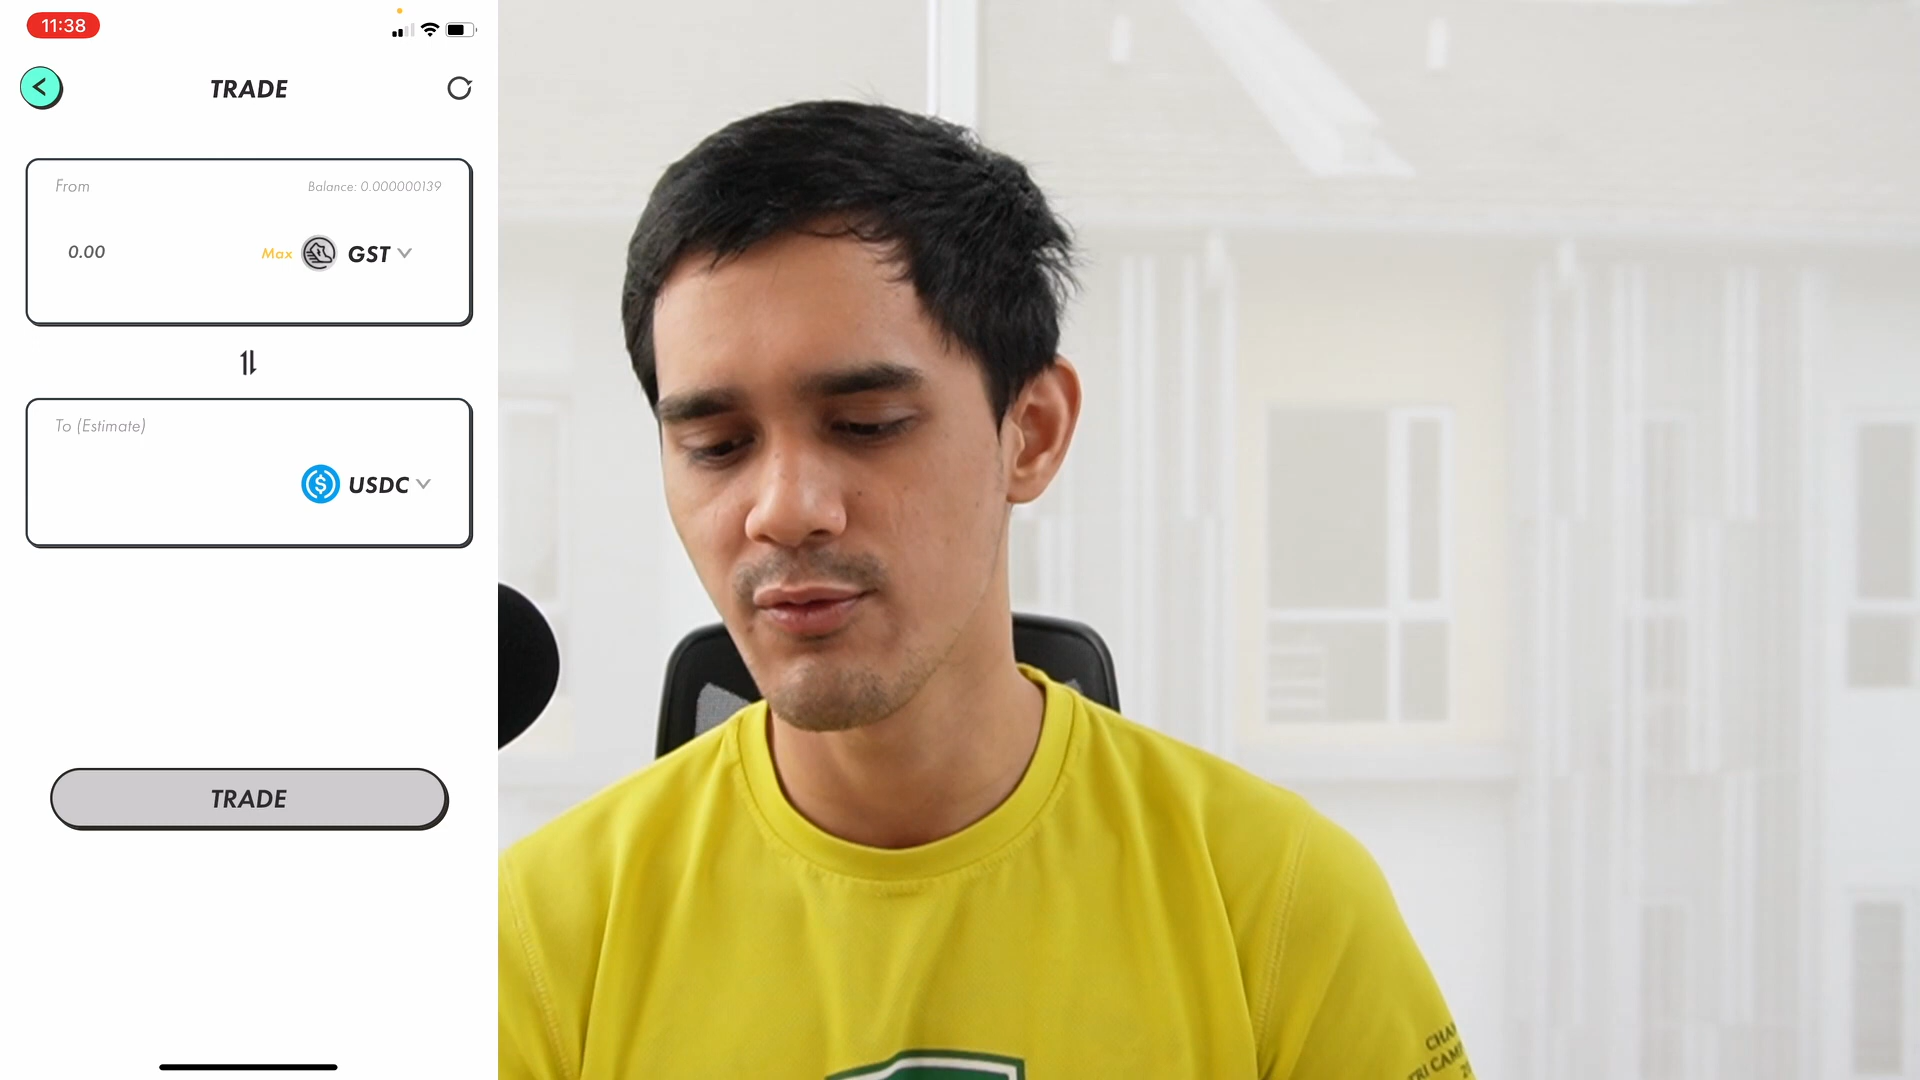 11:38
TRADE
From
Balance: 0.000000139
0.00
Max
GST
To (Estimate)
USDC
TRADE